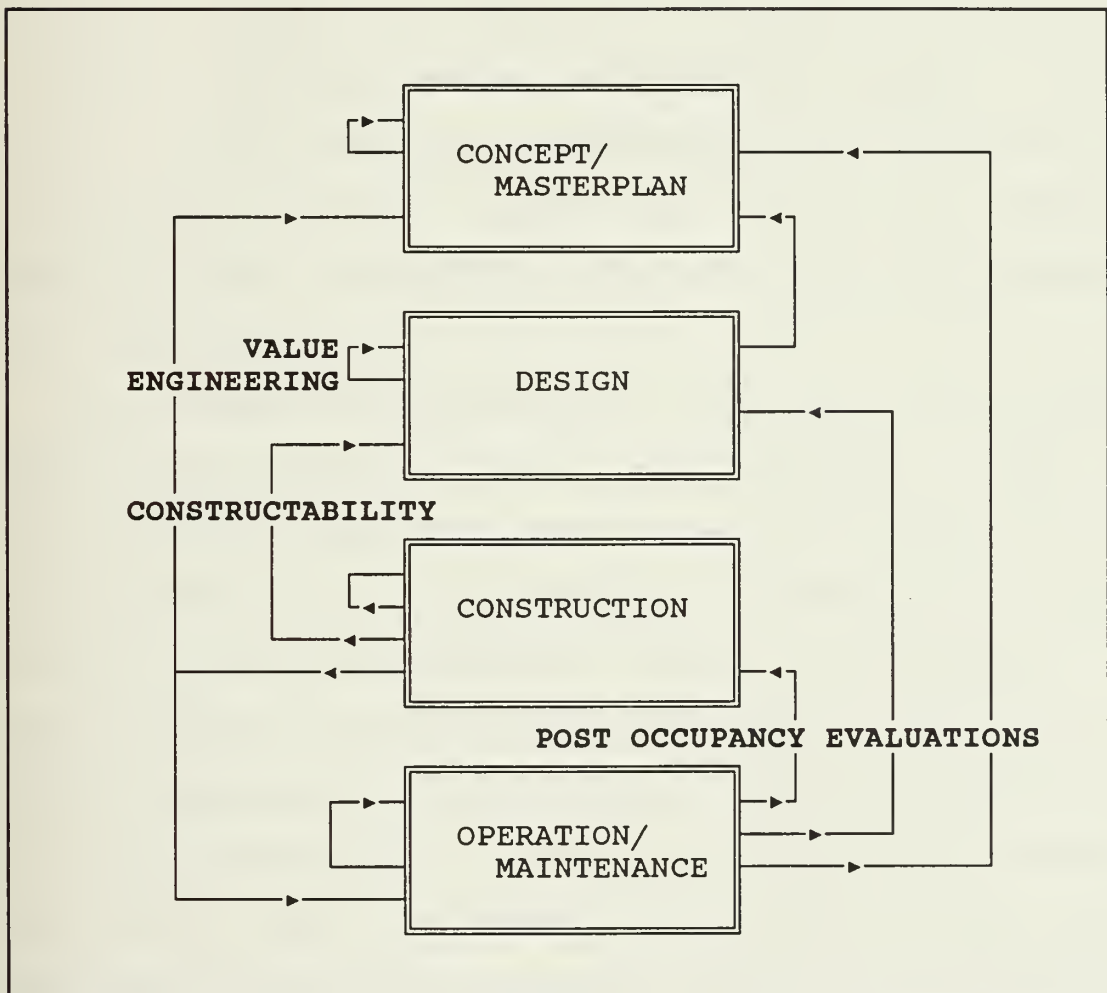 CONCEPT/
MASTERPLAN
VALUE
ENGINEERING
DESIGN
CONSTRUCTABILITY
CONSTRUCTION
POST OCCUPANCY EVALUATIONS
OPERATION/
MAINTENANCE